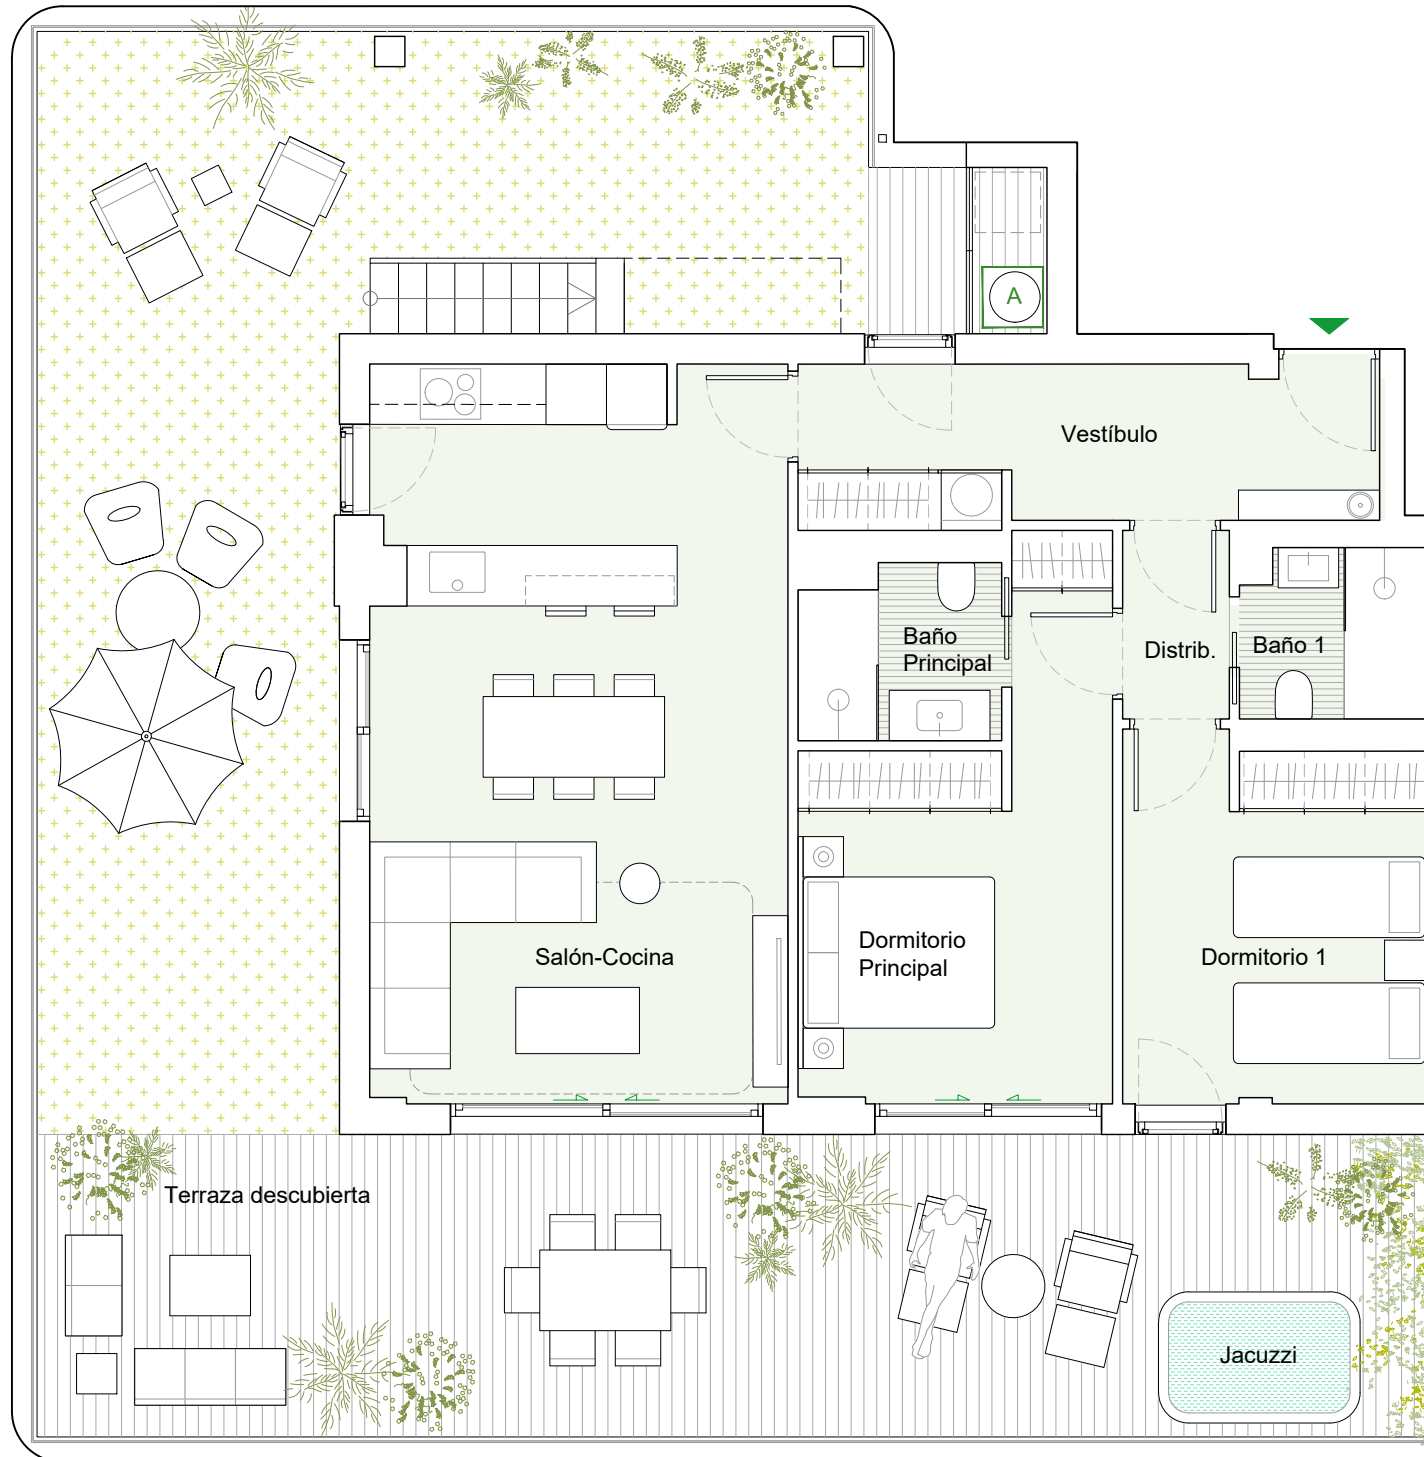 A
Vestíbulo
Baño
Principal
Distrib.
Baño 1
Dormitorio
Principal
Salón-Cocina
Dormitorio 1
Terraza descubierta
Jacuzzi